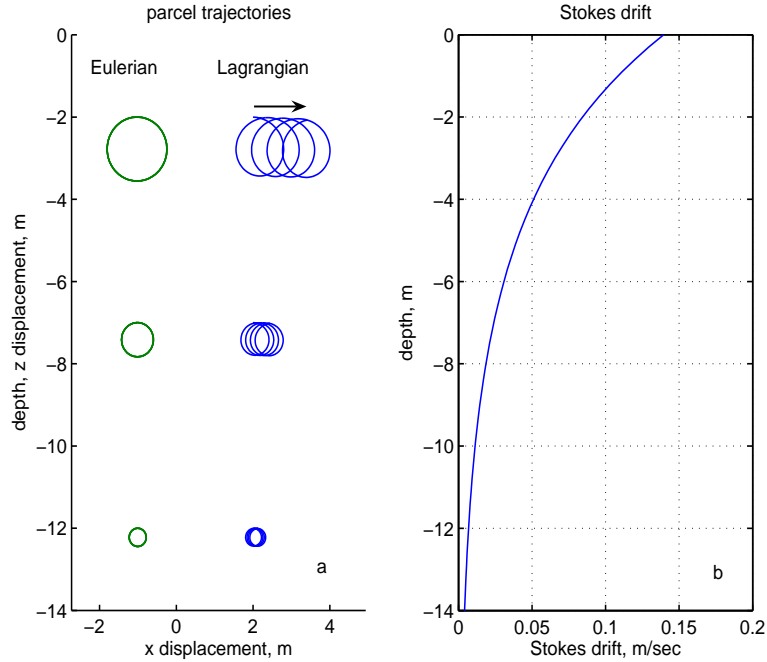 parcel trajectories
Eulerian
Lagrangian
depth, z displacement, m
0
−2
−4
−6
−8
−10
−12
−14
−2
0
2
4
x displacement, m
a
Stokes drift
depth, m
0
−2
−4
−6
−8
−10
−12
−14
0
0.05
0.1
0.15
0.2
Stokes drift, m/sec
b